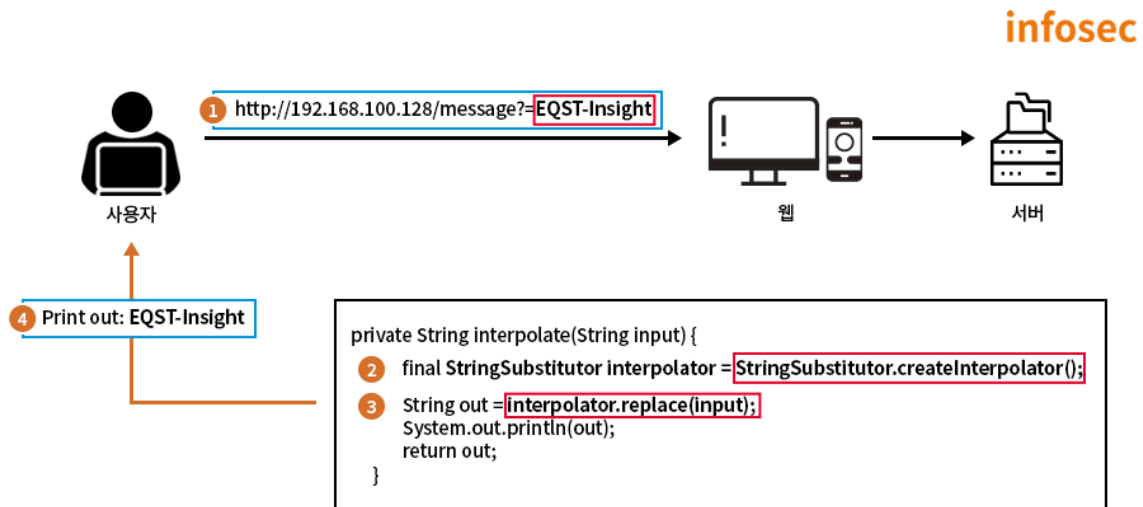 infosec
1 http://192.168.100.128/message?=EQST-Insight
사용자
웹
서버
4 Print out: EQST-Insight
private String interpolate(String input) {
2 final StringSubstitutor interpolator = StringSubstitutor.createInterpolator();
3 String out = interpolator.replace(input);
System.out.println(out);
return out;
}